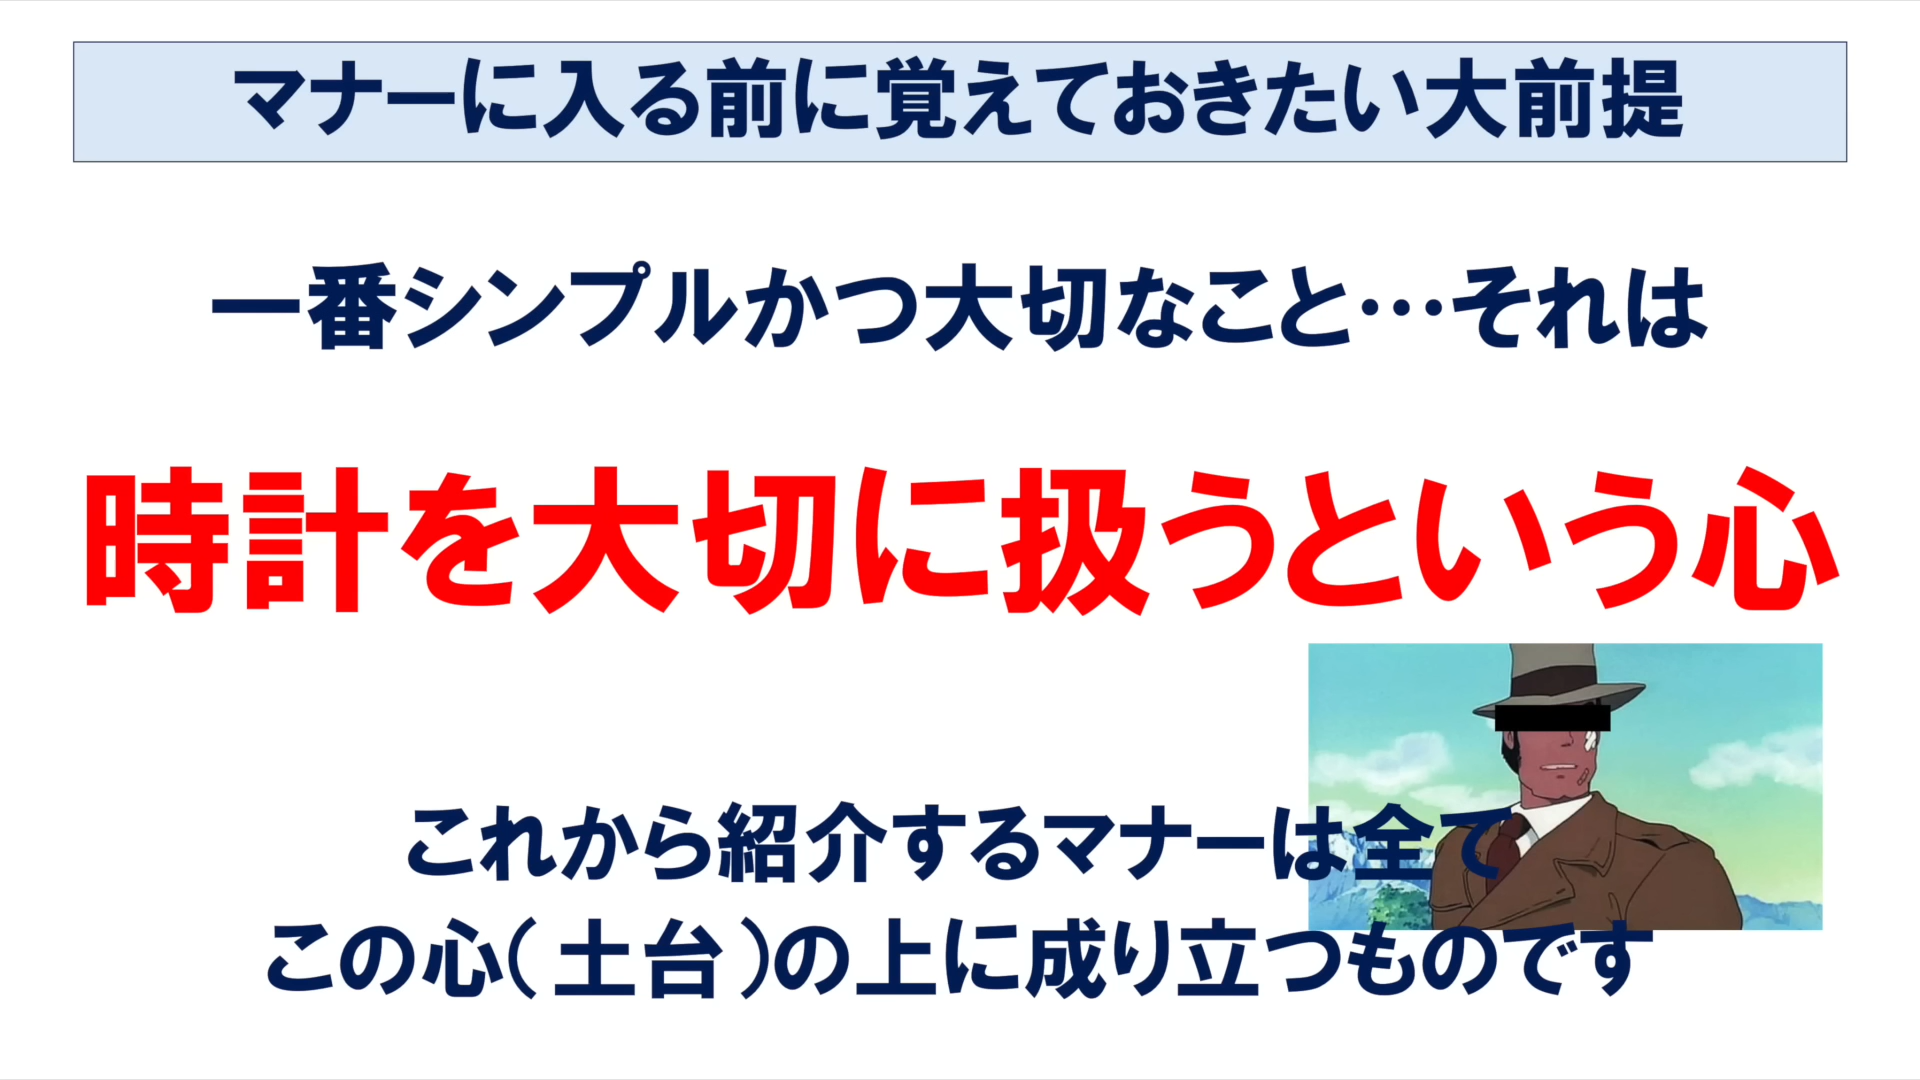 マナーに入る前に覚えておきたい大前提
一番シンプルかつ大切なこと…それは
時計を大切に扱うという心
これから紹介するマナーは全て
この心(土台)の上に成り立つものです